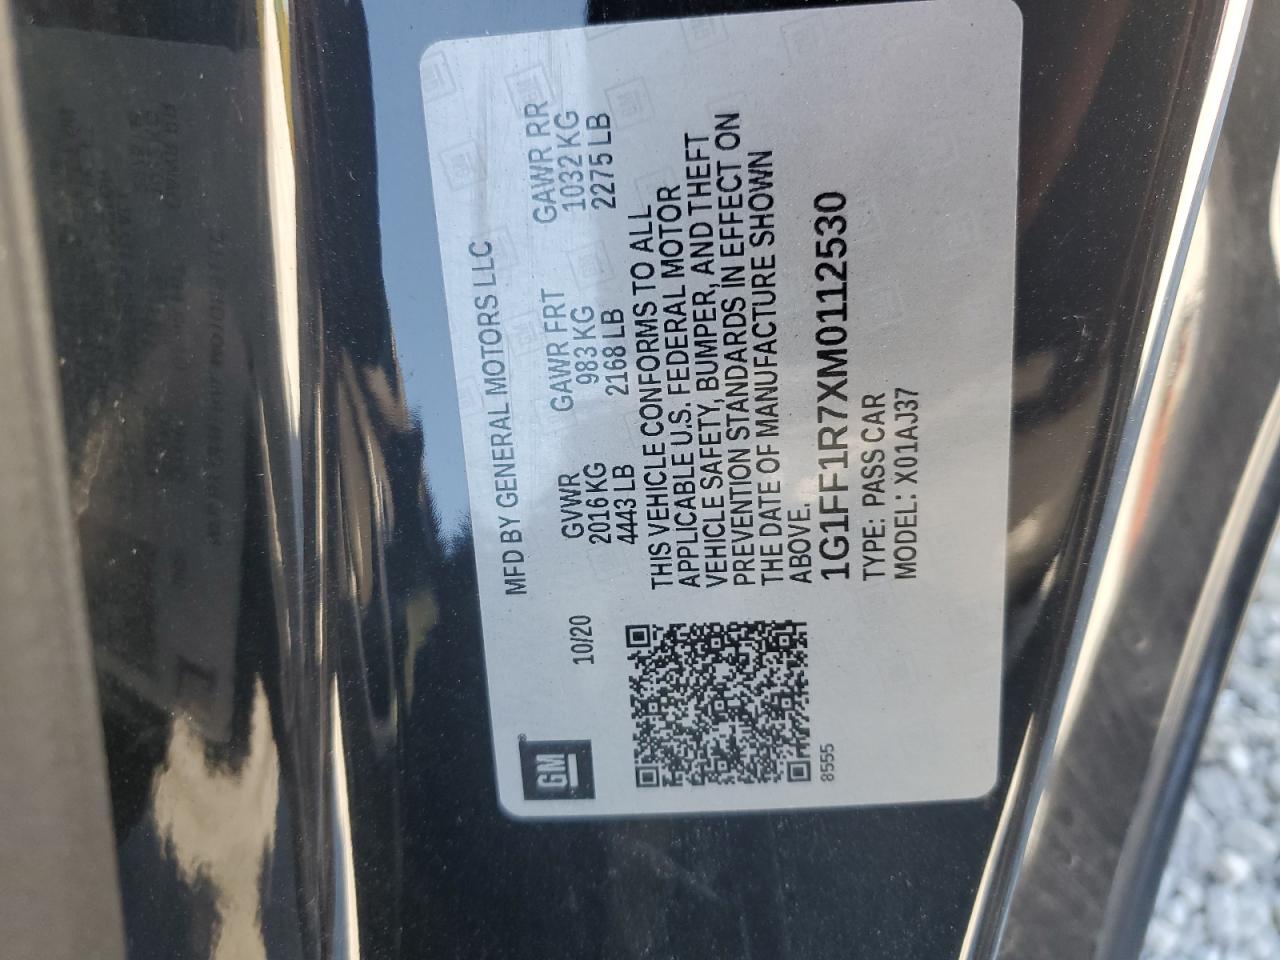 MFD BY GENERAL MOTORS LLC
10/20
GVWR GAWR FRT GAWR RR
2016 KG 983 KG 1032 KG
4443 LB 2168 LB 2275 LB
THIS VEHICLE CONFORMS TO ALL
APPLICABLE U.S. FEDERAL MOTOR
VEHICLE SAFETY, BUMPER, AND THEFT
PREVENTION STANDARDS IN EFFECT ON
THE DATE OF MANUFACTURE SHOWN
ABOVE.
1G1FF1R7XM0112530
TYPE: PASS CAR
MODEL: X01AJ37
GM
8555